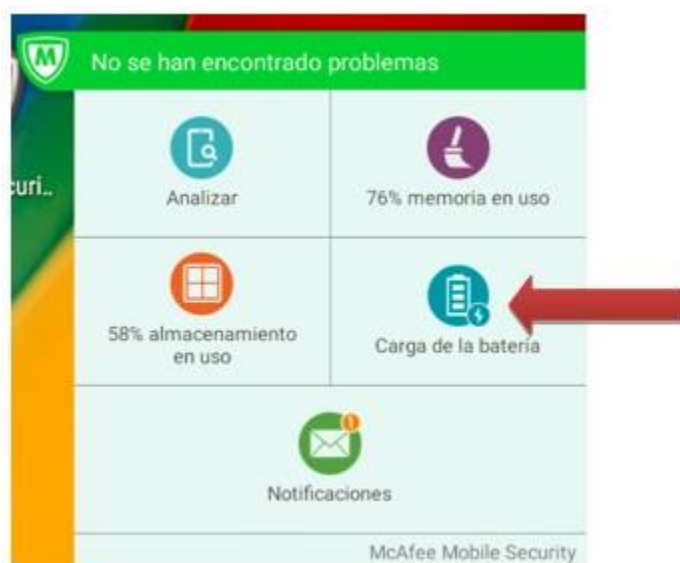 M
No se han encontrado problemas
curi..
Analizar
76% memoria en uso
58% almacenamiento
en uso
Carga de la batería
1
Notificaciones
McAfee Mobile Security